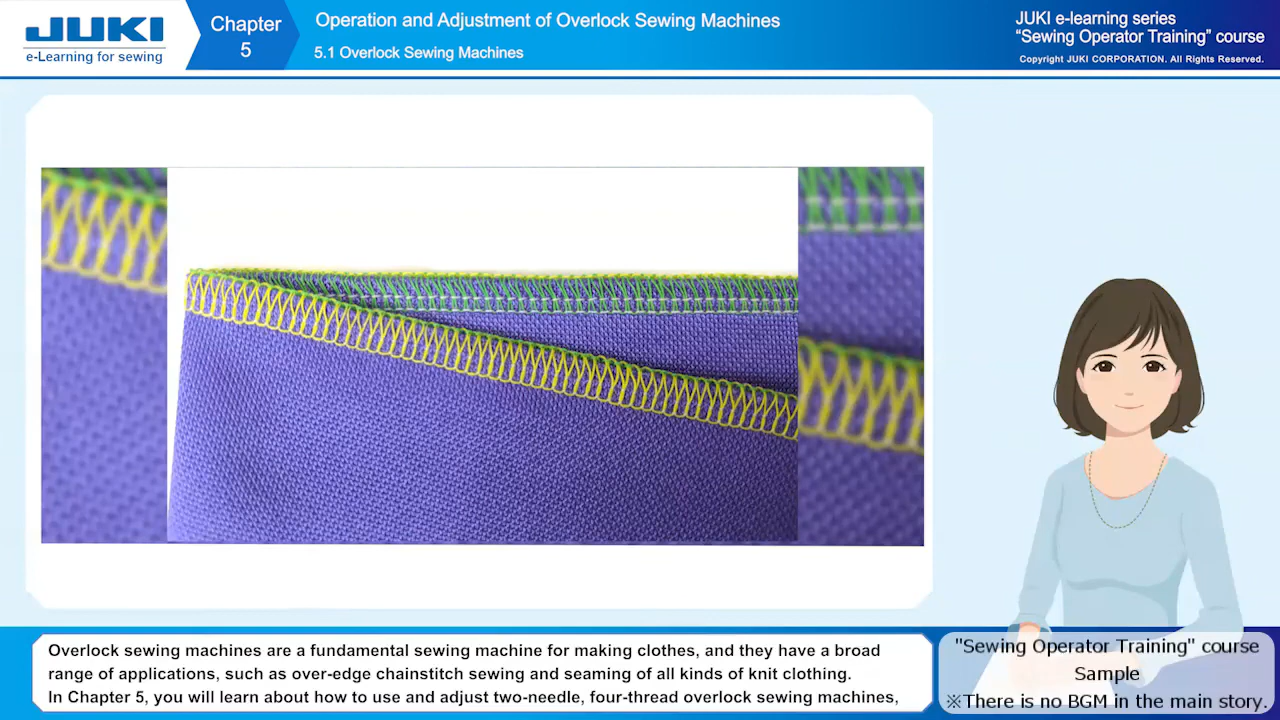 JUKI
e-Learning for sewing
Chapter
5
Operation and Adjustment of Overlock Sewing Machines
5.1 Overlock Sewing Machines
JUKI e-learning series
“Sewing Operator Training” course
Copyright JUKI CORPORATION. All Rights Reserved.
Overlock sewing machines are a fundamental sewing machine for making clothes, and they have a broad
range of applications, such as over-edge chainstitch sewing and seaming of all kinds of knit clothing.
In Chapter 5, you will learn about how to use and adjust two-needle, four-thread overlock sewing machines,
"Sewing Operator Training" course
Sample
※There is no BGM in the main story.